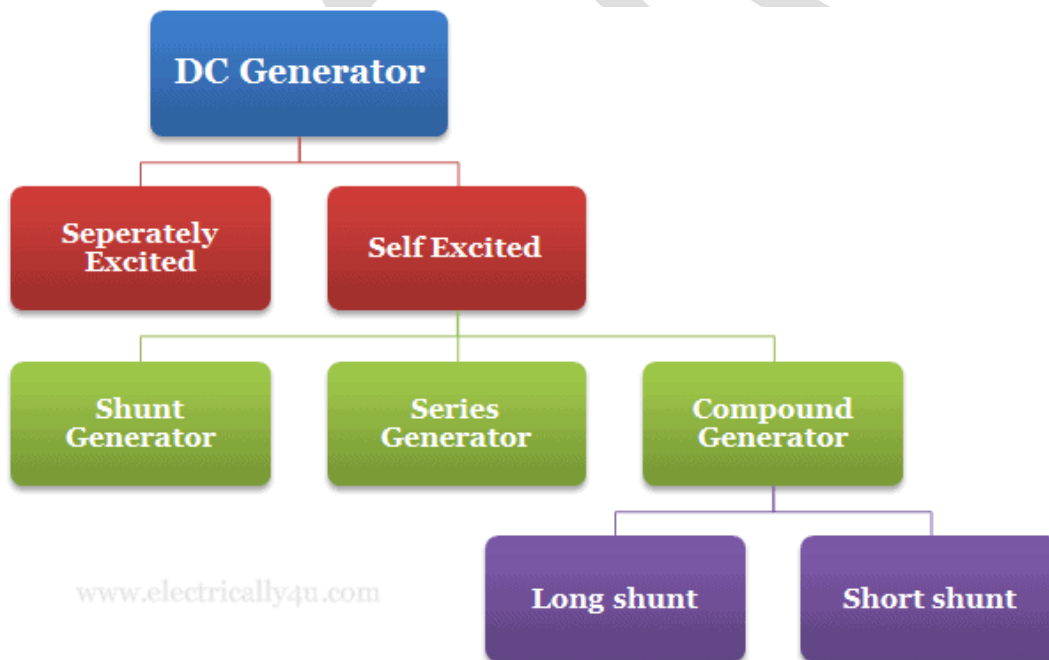 DC Generator
Seperately
Excited
Self Excited
Shunt
Generator
Series
Generator
Compound
Generator
Long shunt
Short shunt
www.electrically4u.com